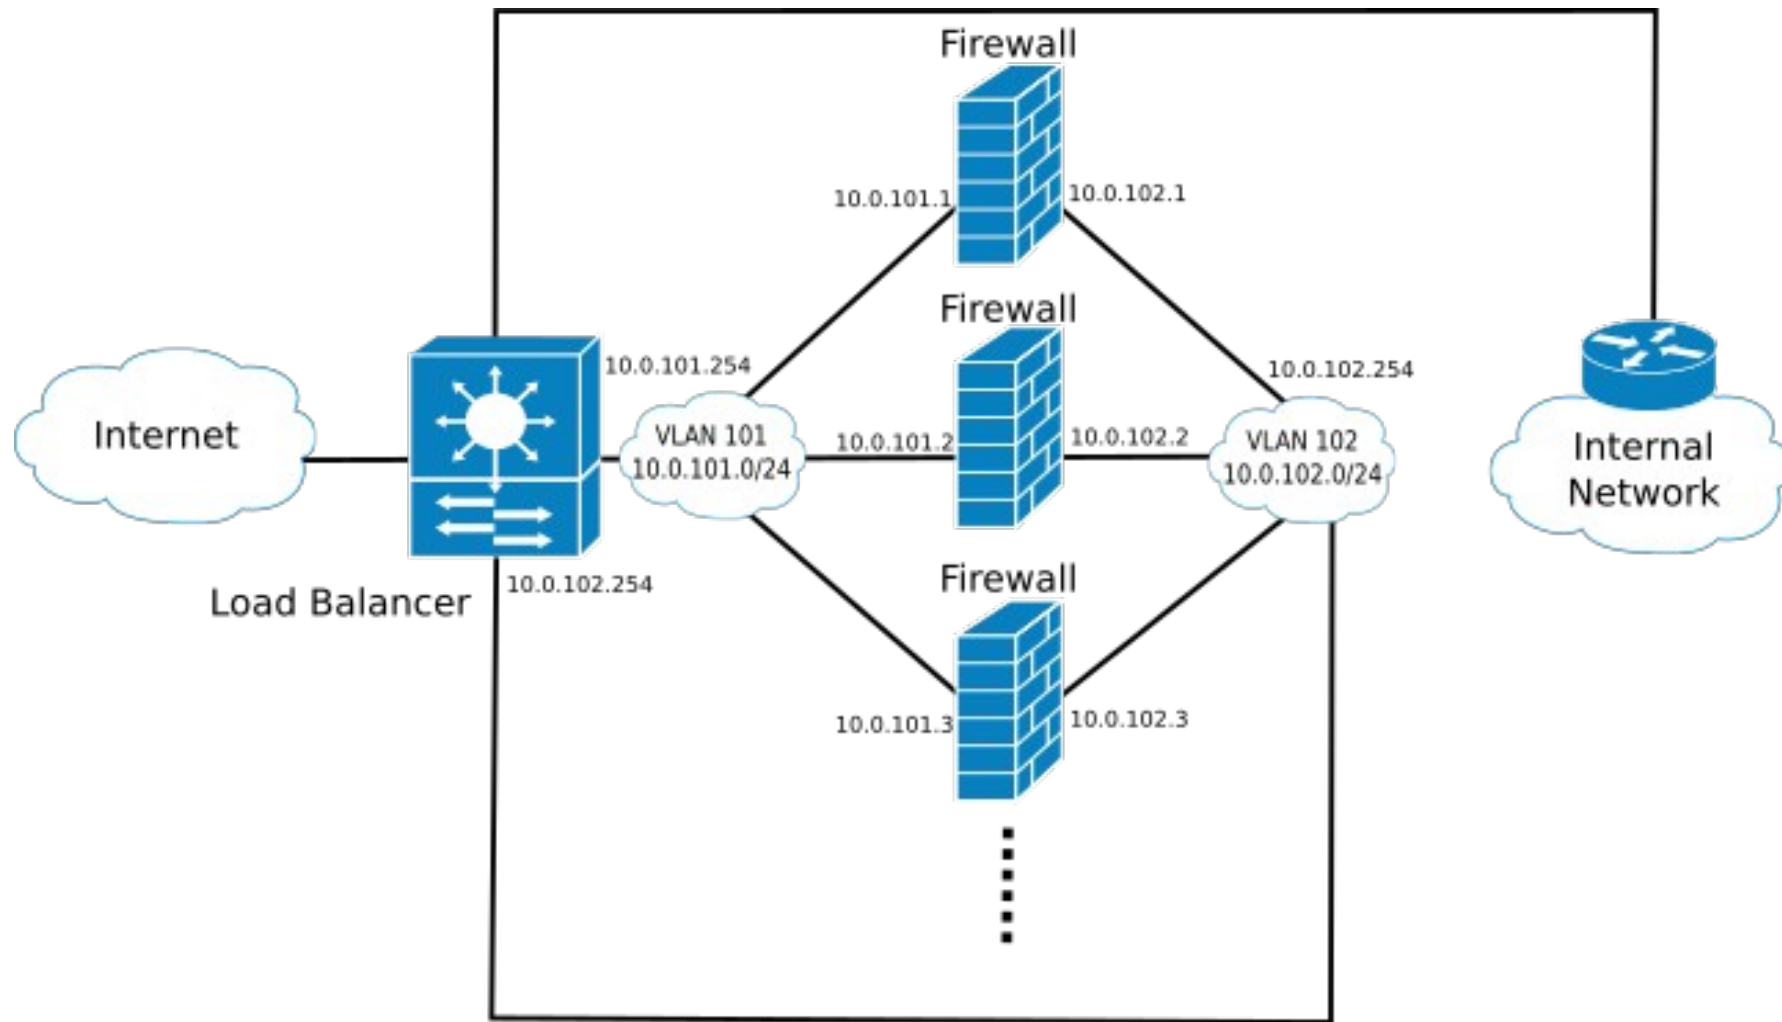 Firewall
10.0.101.1
10.0.102.1
Firewall
10.0.101.254
10.0.102.254
Internet
VLAN 101
10.0.101.0/24
10.0.101.2
10.0.102.2
VLAN 102
10.0.102.0/24
Internal
Network
Firewall
10.0.102.254
Load Balancer
10.0.101.3
10.0.102.3